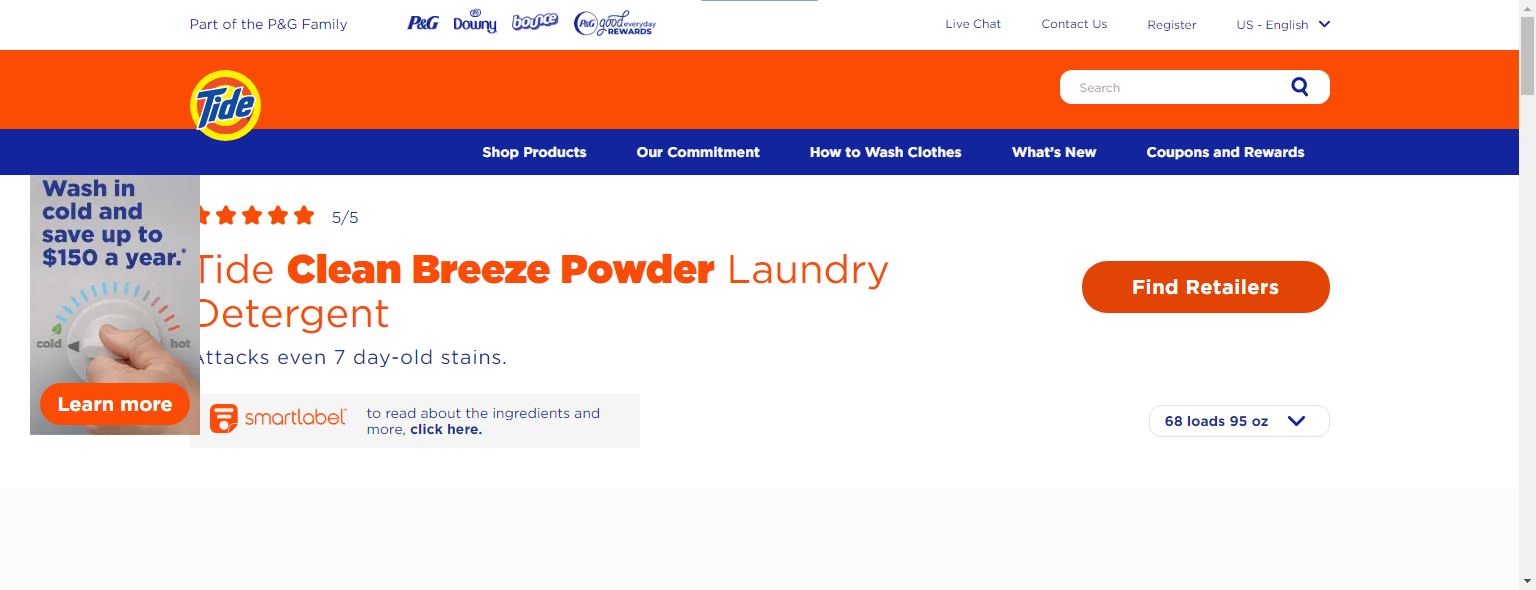 Part of the P&G Family
P&G
Downy
bounce
P&G good everyday REWARDS
Live Chat
Contact Us
Register
US - English
Tide
Search
Shop Products
Our Commitment
How to Wash Clothes
What's New
Coupons and Rewards
Wash in
cold and
save up to
$150 a year.*
cold
hot
Learn more
5/5
Tide Clean Breeze Powder Laundry
Detergent
Attacks even 7 day-old stains.
Find Retailers
smartlabel™
to read about the ingredients and
more, click here.
68 loads 95 oz